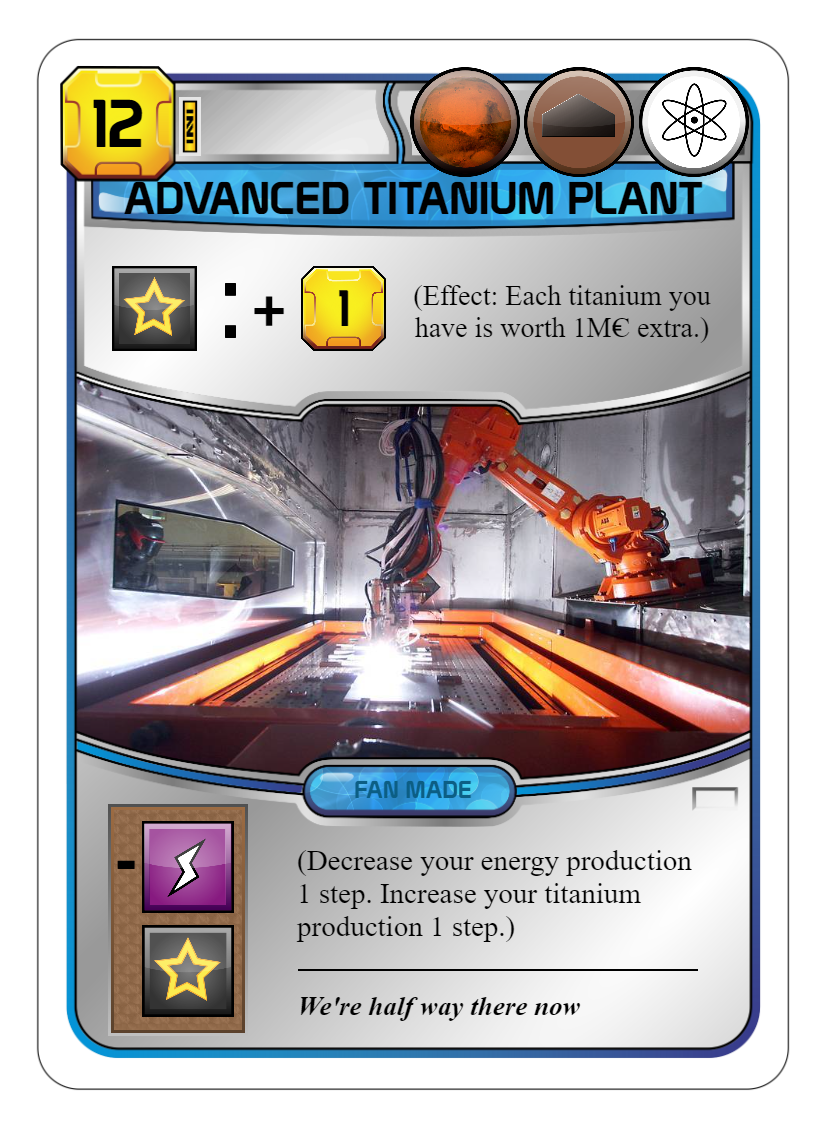 12
ADVANCED TITANIUM PLANT
: + 1
(Effect: Each titanium you
have is worth 1M€ extra.)
FAN MADE
-
(Decrease your energy production
1 step. Increase your titanium
production 1 step.)
We're half way there now